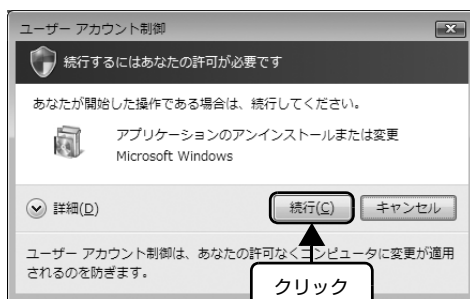 ユーザー アカウント制御
続行するにはあなたの許可が必要です
あなたが開始した操作である場合は、続行してください。
アプリケーションのアンインストールまたは変更
Microsoft Windows
詳細(D)
続行(C)
キャンセル
ユーザー アカウント制御は、あなたの許可なくコンピュータに変更が適用
されるのを防ぎます。
クリック